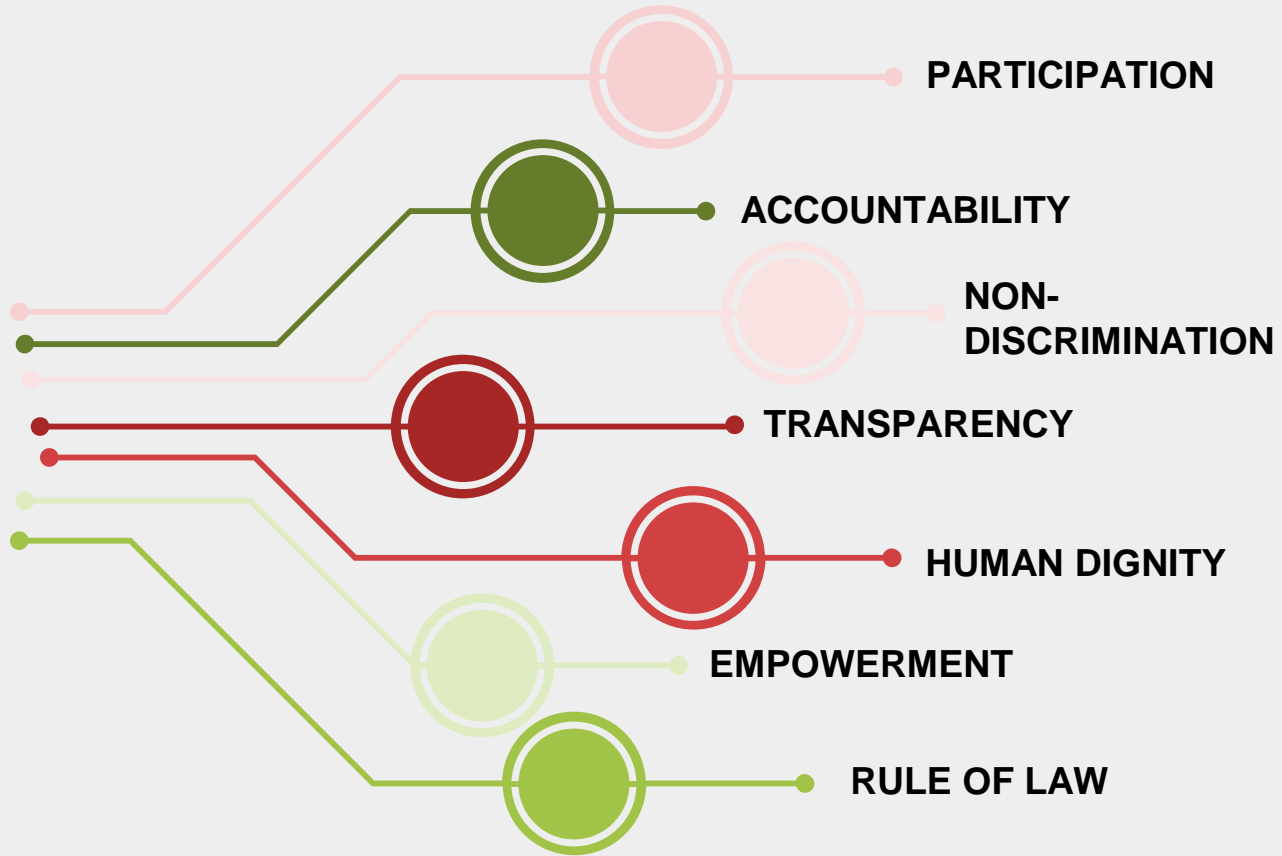 PARTICIPATION
ACCOUNTABILITY
NON-
DISCRIMINATION
TRANSPARENCY
HUMAN DIGNITY
EMPOWERMENT
RULE OF LAW